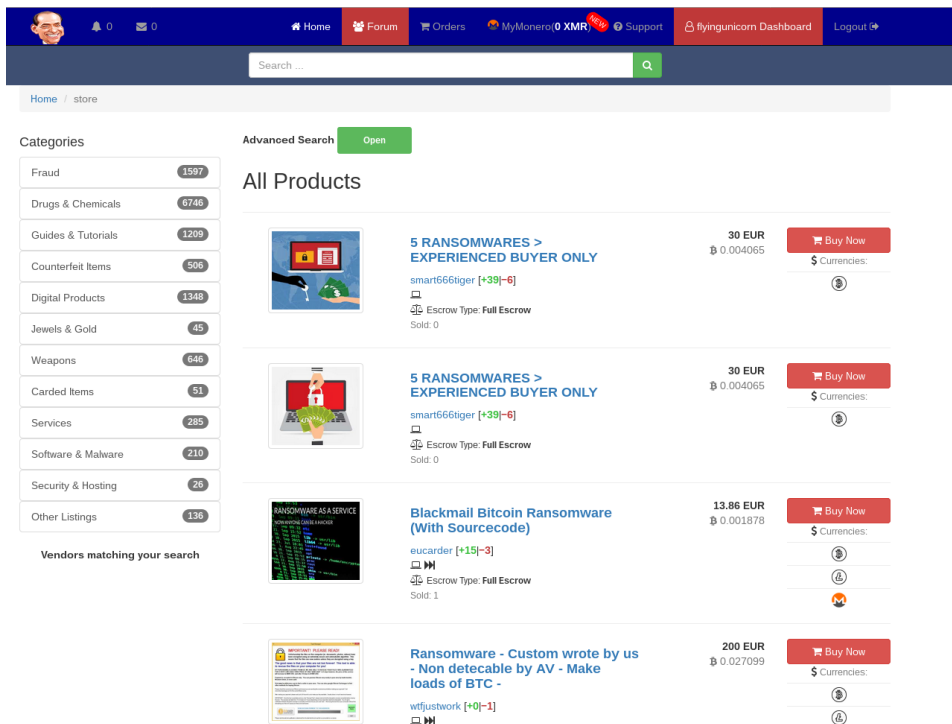 0 0 Home Forum Orders MyMonero(0 XMR) NEW Support flyingunicorn Dashboard Logout
Search ...
Home / store
Categories
Fraud 1597
Drugs & Chemicals 6746
Guides & Tutorials 1209
Counterfeit Items 506
Digital Products 1348
Jewels & Gold 45
Weapons 646
Carded Items 51
Services 285
Software & Malware 210
Security & Hosting 26
Other Listings 136
Vendors matching your search
Advanced Search Open
All Products
5 RANSOMWARES >
EXPERIENCED BUYER ONLY
smart666tiger [+39|−6]
Escrow Type: Full Escrow
Sold: 0
30 EUR
฿ 0.004065
Buy Now
$ Currencies:
5 RANSOMWARES >
EXPERIENCED BUYER ONLY
smart666tiger [+39|−6]
Escrow Type: Full Escrow
Sold: 0
30 EUR
฿ 0.004065
Buy Now
$ Currencies:
RANSOMWARE AS A SERVICE
NOW ANYONE CAN BE A HACKER
Blackmail Bitcoin Ransomware
(With Sourcecode)
eucarder [+15|−3]
Escrow Type: Full Escrow
Sold: 1
13.86 EUR
฿ 0.001878
Buy Now
$ Currencies:
IMPORTANT! PLEASE READ!
Ransomware - Custom wrote by us
- Non detecable by AV - Make
loads of BTC -
wtfjustwork [+0|−1]
200 EUR
฿ 0.027099
Buy Now
$ Currencies: